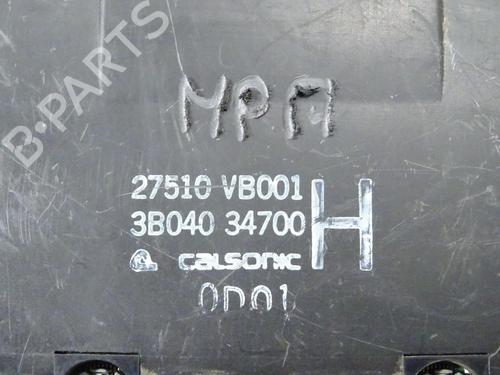 B-PARTS
MPM
27510 VB001
3B040 34700
H
CALSONIC
0D01